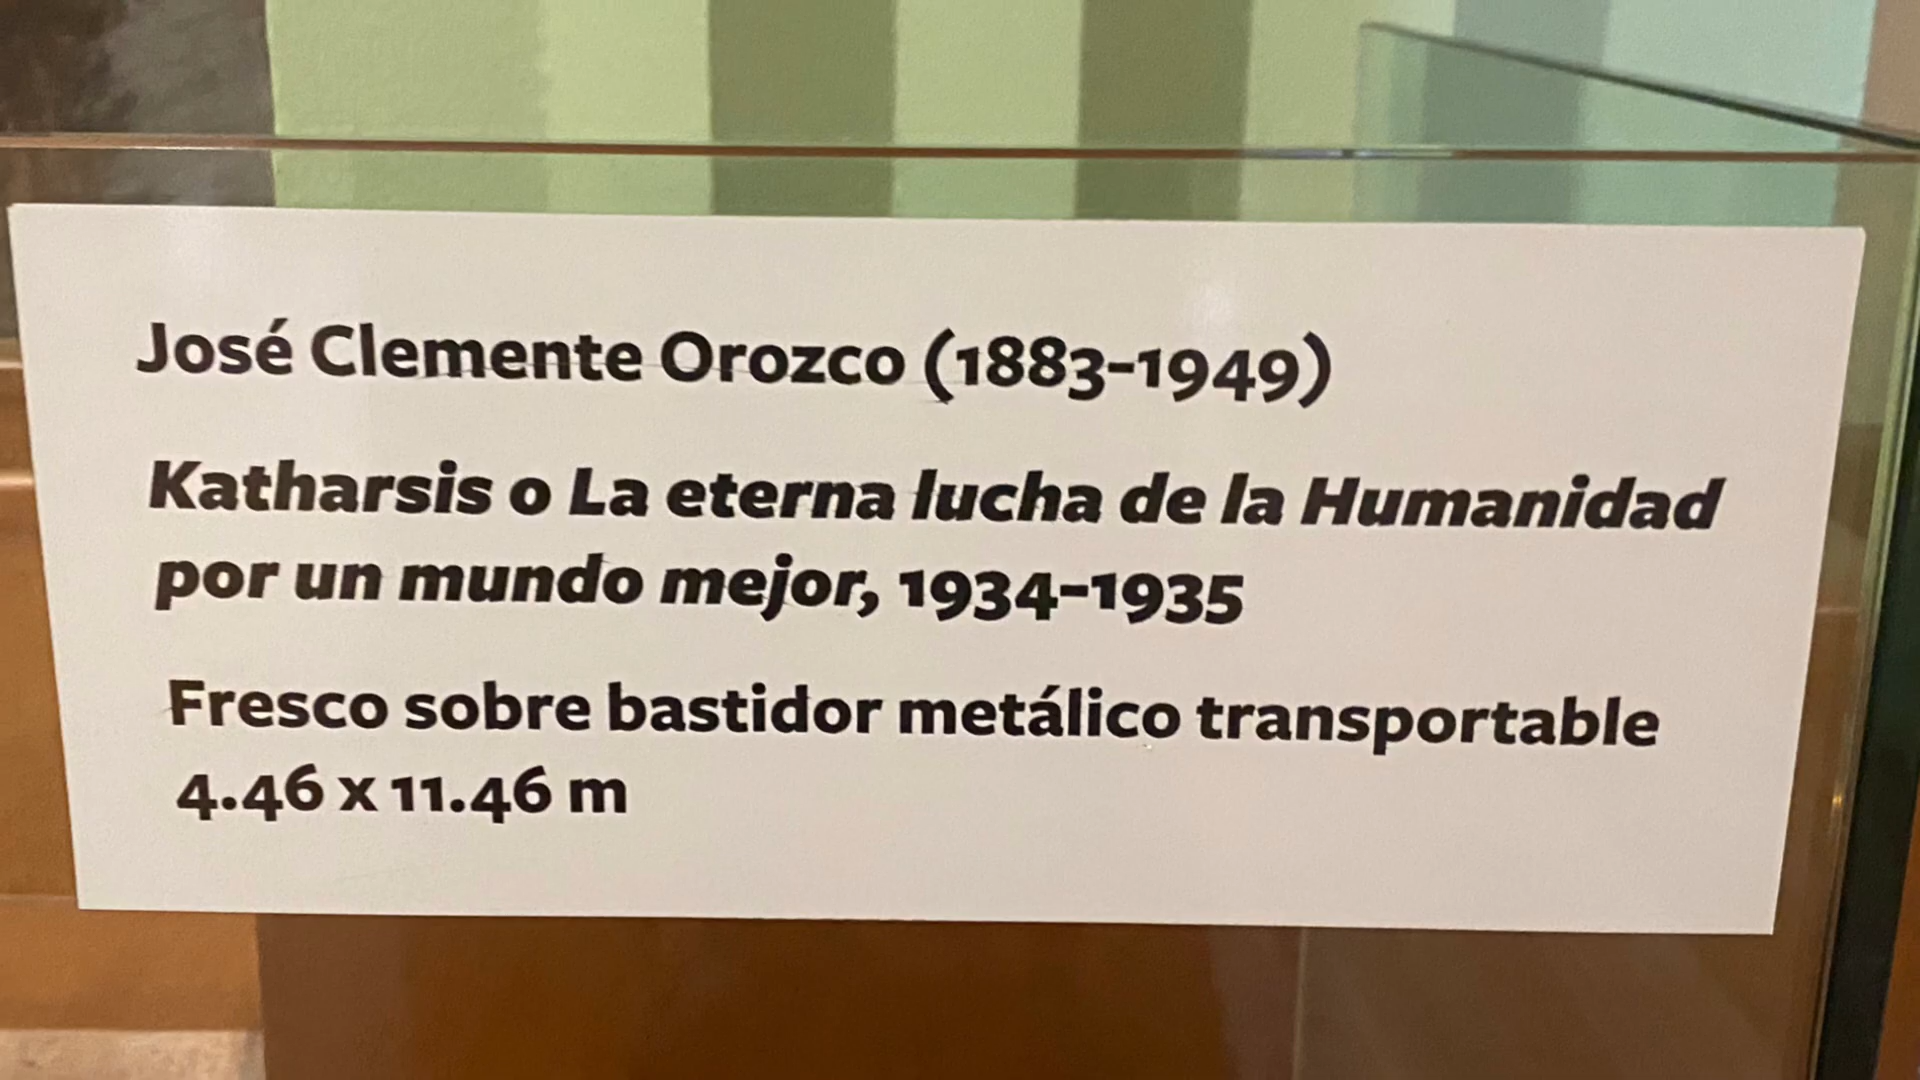 José Clemente Orozco (1883-1949)
Katharsis o La eterna lucha de la Humanidad
por un mundo mejor, 1934-1935
Fresco sobre bastidor metálico transportable
4.46 x 11.46 m